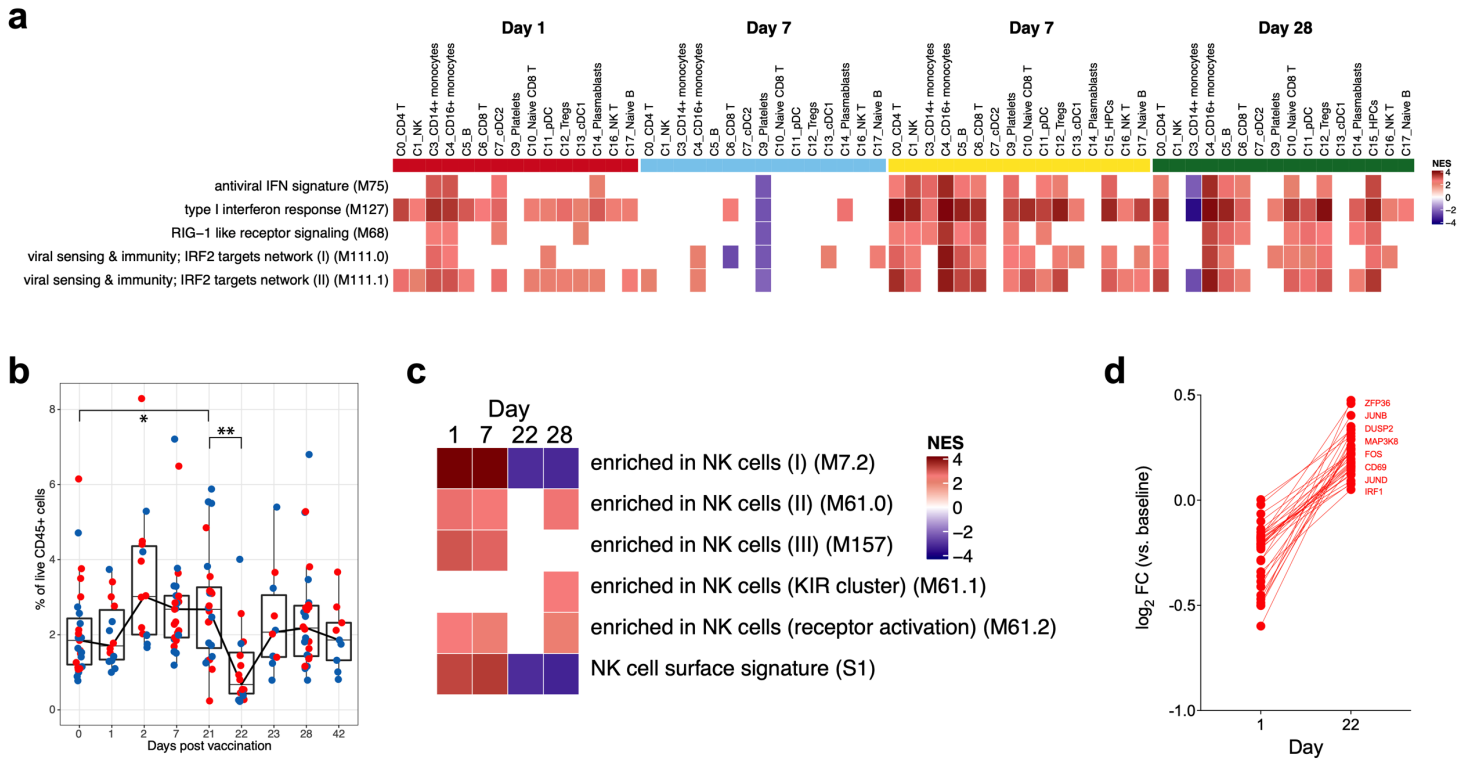 a
Day 1
Day 7
Day 7
Day 28
C0_CD4 T
C1_NK
C3_CD14+ monocytes
C4_CD16+ monocytes
C5_B
C6_CD8 T
C7_cDC2
C9_Platelets
C10_Naive CD8 T
C11_pDC
C12_Tregs
C13_cDC1
C14_Plasmablasts
C16_NK T
C17_Naive B
C0_CD4 T
C1_NK
C3_CD14+ monocytes
C4_CD16+ monocytes
C5_B
C6_CD8 T
C7_cDC2
C9_Platelets
C10_Naive CD8 T
C11_pDC
C12_Tregs
C13_cDC1
C14_Plasmablasts
C16_NK T
C17_Naive B
C0_CD4 T
C1_NK
C3_CD14+ monocytes
C4_CD16+ monocytes
C5_B
C6_CD8 T
C7_cDC2
C9_Platelets
C10_Naive CD8 T
C11_pDC
C12_Tregs
C13_cDC1
C14_Plasmablasts
C15_HPCs
C16_NK T
C17_Naive B
C0_CD4 T
C1_NK
C3_CD14+ monocytes
C4_CD16+ monocytes
C5_B
C6_CD8 T
C7_cDC2
C9_Platelets
C10_Naive CD8 T
C11_pDC
C12_Tregs
C13_cDC1
C14_Plasmablasts
C15_HPCs
C16_NK T
C17_Naive B
antiviral IFN signature (M75)
type I interferon response (M127)
RIG−1 like receptor signaling (M68)
viral sensing & immunity; IRF2 targets network (I) (M111.0)
viral sensing & immunity; IRF2 targets network (II) (M111.1)
NES
4
2
0
−2
−4
b
% of live CD45+ cells
8
6
4
2
0
*
**
0 1 2 7 21 22 23 28 42
Days post vaccination
c
Day
1 7 22 28
enriched in NK cells (I) (M7.2)
enriched in NK cells (II) (M61.0)
enriched in NK cells (III) (M157)
enriched in NK cells (KIR cluster) (M61.1)
enriched in NK cells (receptor activation) (M61.2)
NK cell surface signature (S1)
NES
4
2
0
−2
−4
d
log2 FC (vs. baseline)
0.5
0.0
-0.5
-1.0
ZFP36
JUNB
DUSP2
MAP3K8
FOS
CD69
JUND
IRF1
1 22
Day